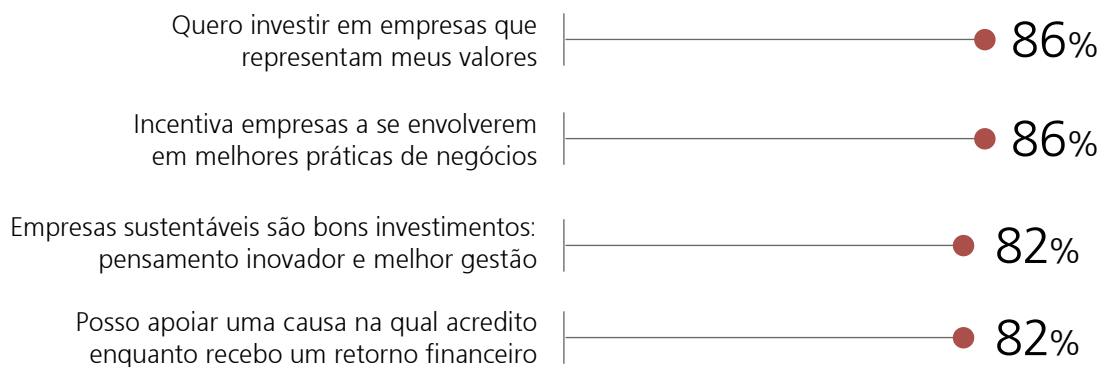 Quero investir em empresas que
representam meus valores
86%
Incentiva empresas a se envolverem
em melhores práticas de negócios
86%
Empresas sustentáveis são bons investimentos:
pensamento inovador e melhor gestão
82%
Posso apoiar uma causa na qual acredito
enquanto recebo um retorno financeiro
82%